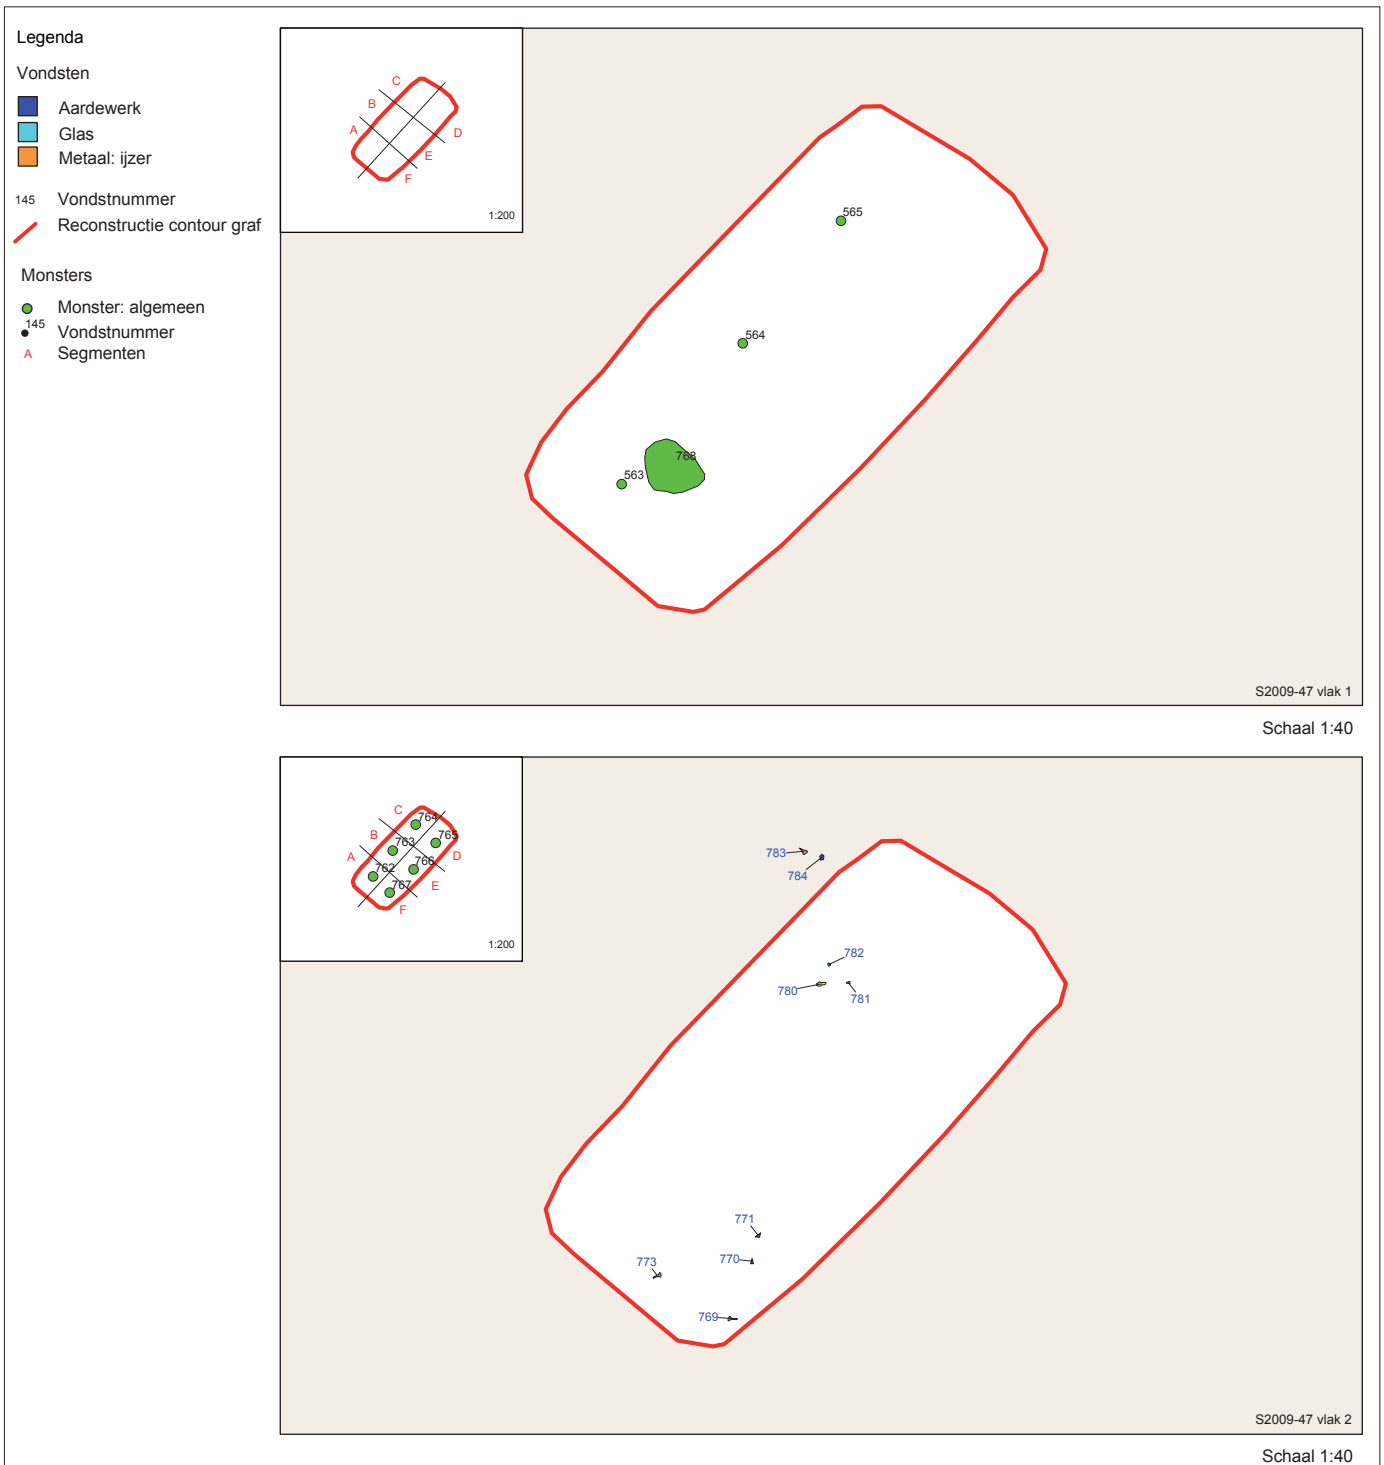 Legenda
Vondsten
Aardewerk
Glas
Metaal: ijzer
145 Vondstnummer
Reconstructie contour graf
Monsters
Monster: algemeen
145 Vondstnummer
A Segmenten
C
B
A
D
E
F
1:200
565
564
768
563
S2009-47 vlak 1
Schaal 1:40
C
764
B
763
765
A
D
762
766
767
E
F
1:200
783
784
782
780
781
771
770
773
769
S2009-47 vlak 2
Schaal 1:40